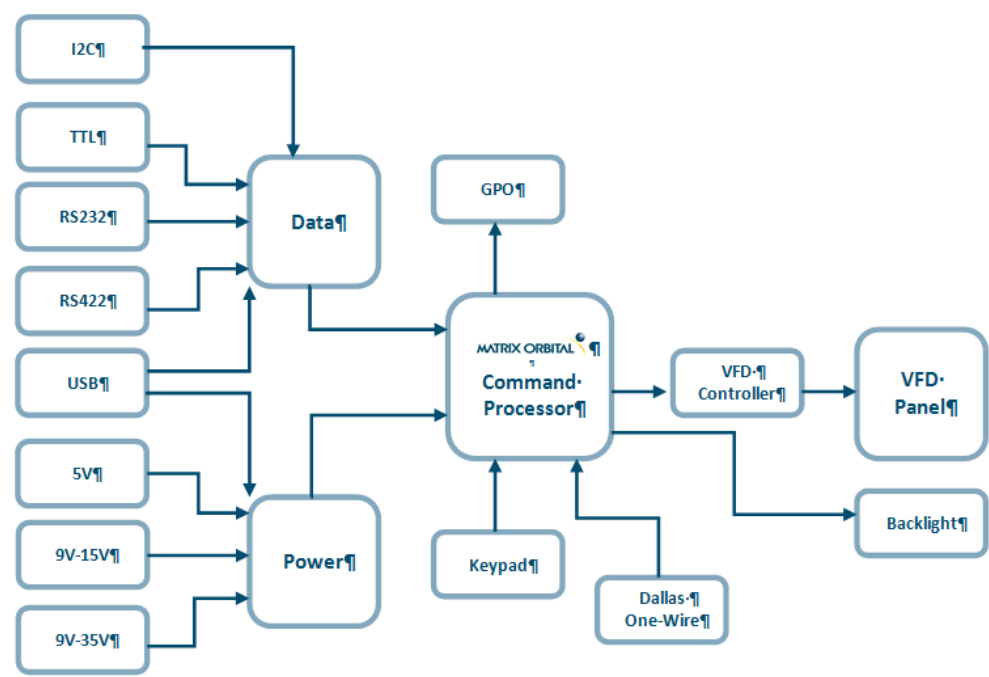 I2C¶
TTL¶
RS232¶
RS422¶
USB¶
5V¶
9V-15V¶
9V-35V¶
Data¶
Power¶
GPO¶
MATRIX ORBITAL ¶
¶
Command·
Processor¶
Keypad¶
Dallas·¶
One-Wire¶
VFD·¶
Controller¶
VFD·
Panel¶
Backlight¶